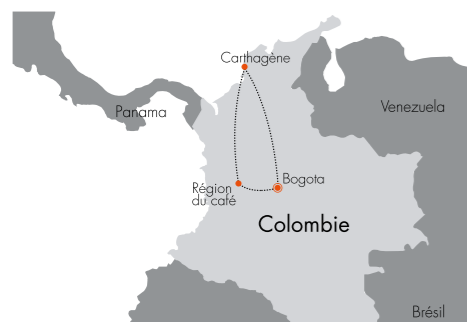 Carthagène
Panama
Venezuela
Bogota
Région
du café
Colombie
Brésil